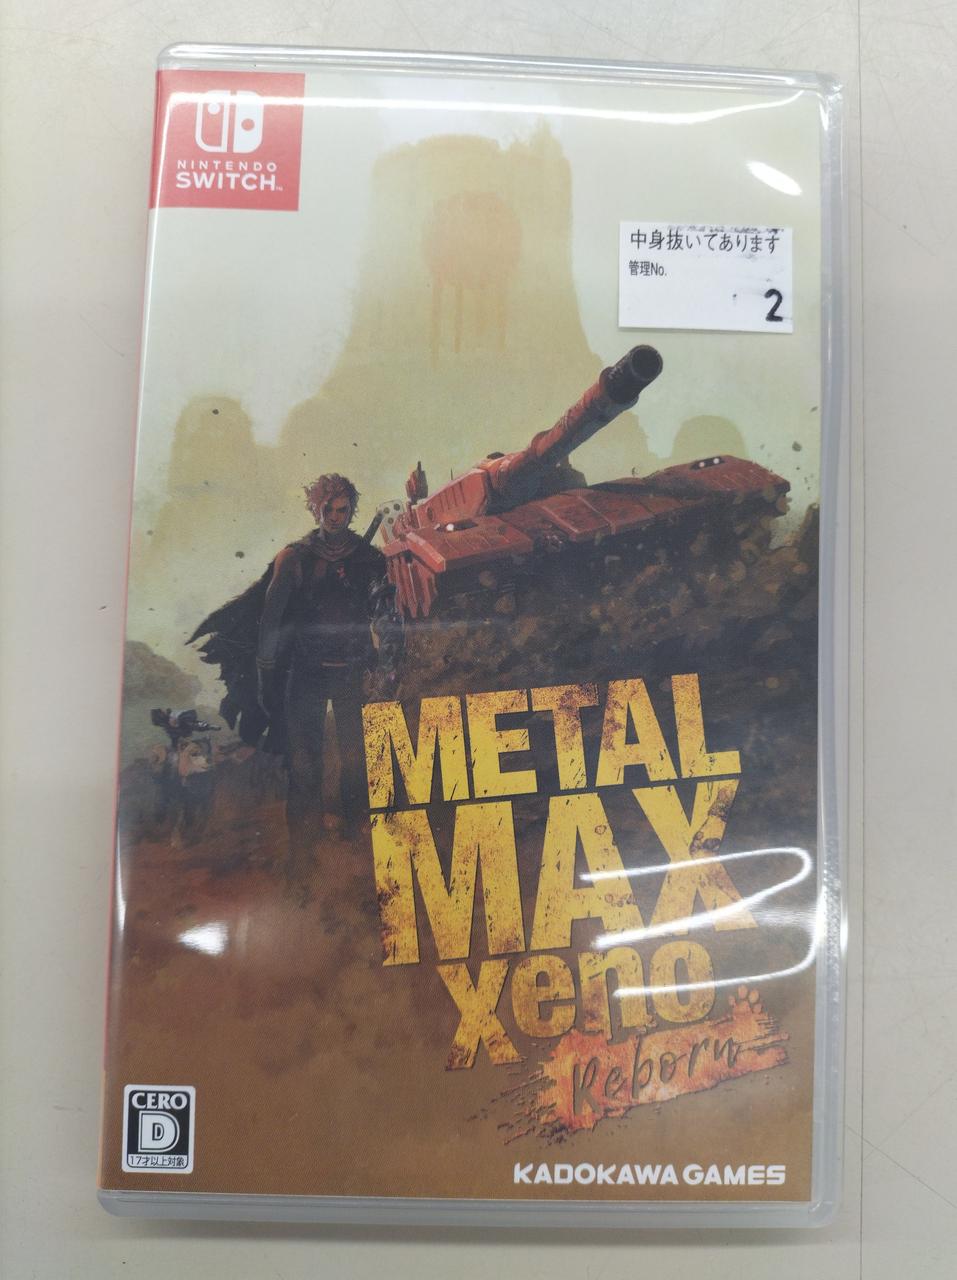 NINTENDO
SWITCH™
中身抜いてあります
管理No.
2
METAL
MAX
xeno
Reborn
CERO
D
17才以上対象
KADOKAWA GAMES